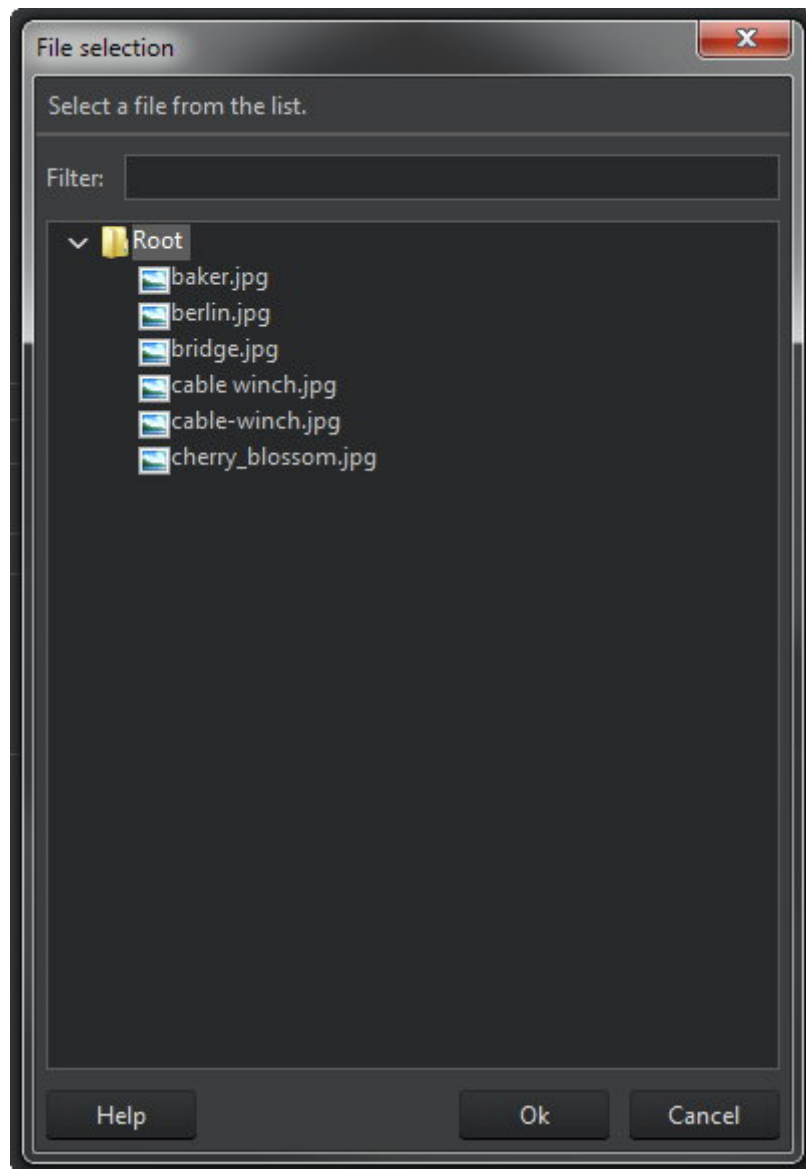 File selection
Select a file from the list.
Filter:
Root
baker.jpg
berlin.jpg
bridge.jpg
cable winch.jpg
cable-winch.jpg
cherry_blossom.jpg
Help Ok Cancel